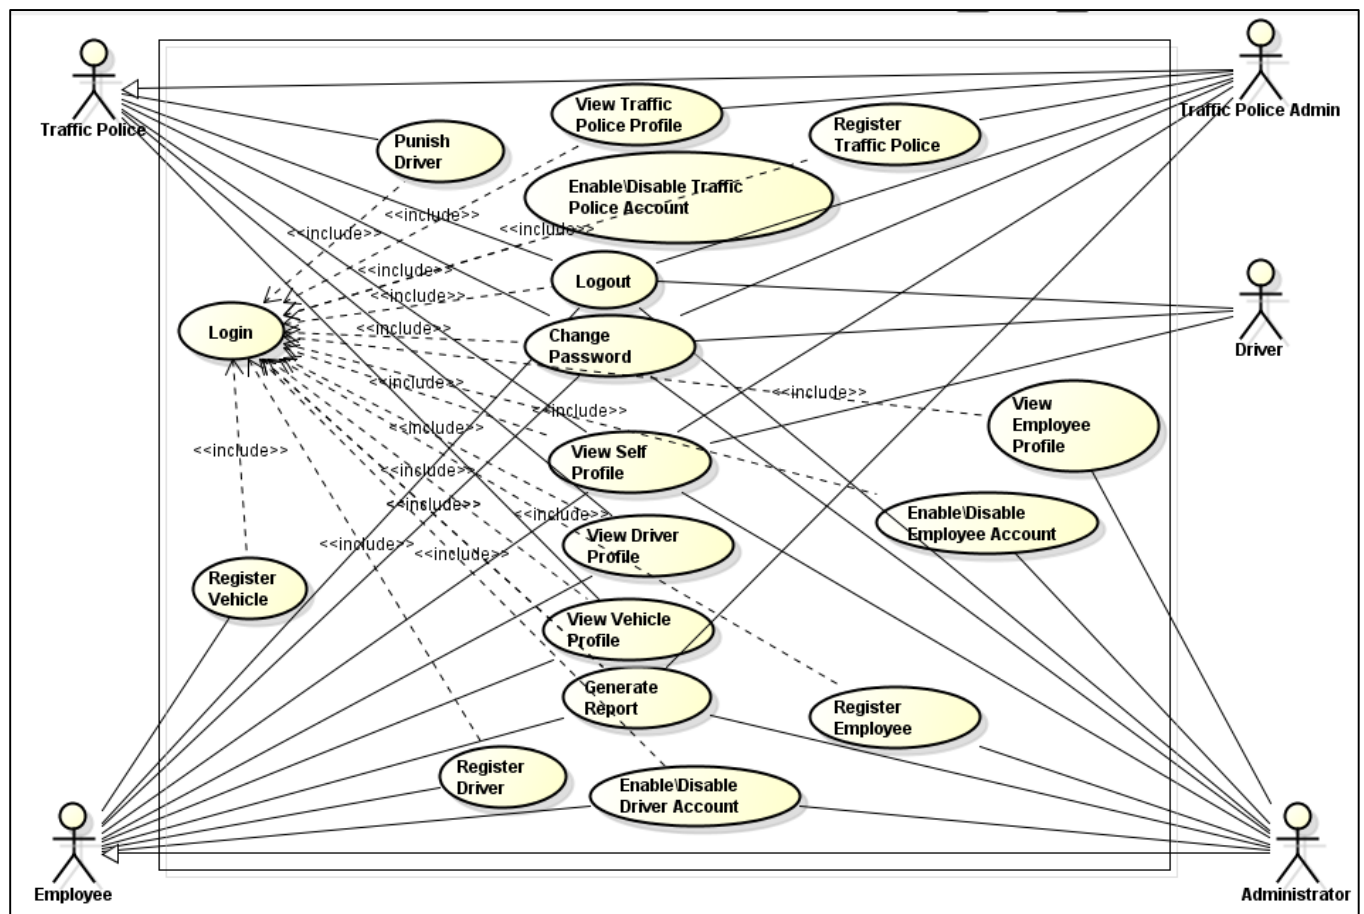 Traffic Police
Traffic Police Admin
View Traffic
Police Profile
Register
Traffic Police
Punish
Driver
Enable\Disable Traffic
Police Account
<<include>>
<<include>>
<<include>>
<<include>>
Logout
<<include>>
Login
<<include>>
Change
Password
Driver
<<include>>
<<include>>
<<include>>
<<include>>
View
Employee
Profile
<<include>>
View Self
Profile
<<include>>
<<include>>
<<include>>
Enable\Disable
Employee Account
<<include>>
<<include>>
View Driver
Profile
Register
Vehicle
View Vehicle
Profile
Generate
Report
Register
Employee
Register
Driver
Enable\Disable
Driver Account
Employee
Administrator